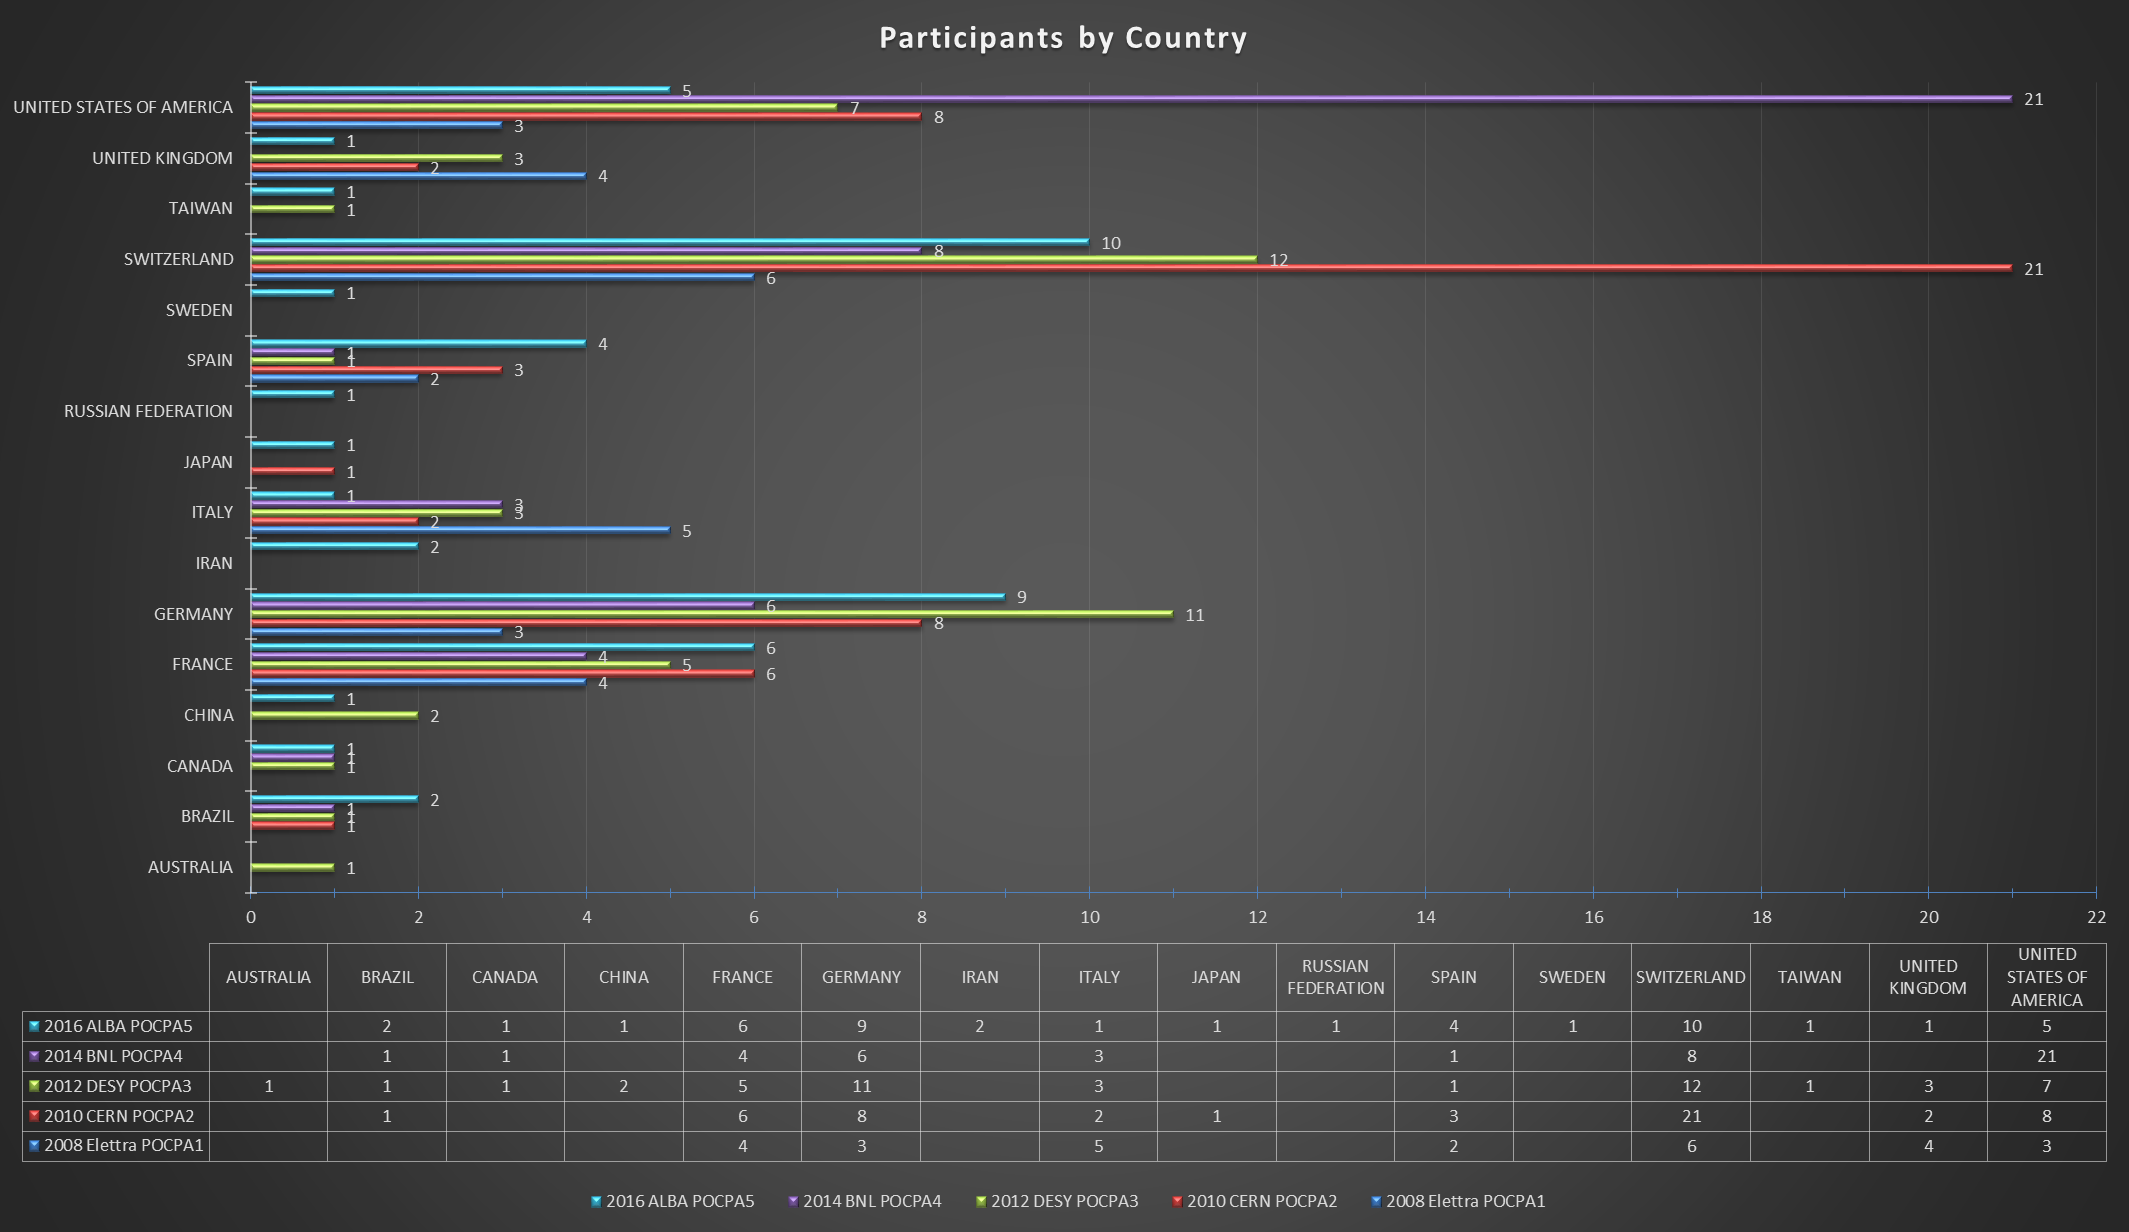 Participants by Country
UNITED STATES OF AMERICA
5
21
7
8
3
UNITED KINGDOM
1
3
2
4
TAIWAN
1
1
SWITZERLAND
10
8
12
21
6
SWEDEN
1
SPAIN
4
1
1
3
2
RUSSIAN FEDERATION
1
JAPAN
1
1
ITALY
1
3
3
2
5
IRAN
2
GERMANY
9
6
11
8
3
FRANCE
6
4
5
6
4
CHINA
1
2
CANADA
1
1
1
BRAZIL
2
1
1
1
AUSTRALIA
1
0 2 4 6 8 10 12 14 16 18 20 22
AUSTRALIA BRAZIL CANADA CHINA FRANCE GERMANY IRAN ITALY JAPAN RUSSIAN FEDERATION SPAIN SWEDEN SWITZERLAND TAIWAN UNITED KINGDOM UNITED STATES OF AMERICA
2016 ALBA POCPA5 2 1 1 6 9 2 1 1 1 4 1 10 1 1 5
2014 BNL POCPA4 1 1 4 6 3 1 8 21
2012 DESY POCPA3 1 1 1 2 5 11 3 1 12 1 3 7
2010 CERN POCPA2 1 6 8 2 1 3 21 2 8
2008 Elettra POCPA1 4 3 5 2 6 4 3
2016 ALBA POCPA5 2014 BNL POCPA4 2012 DESY POCPA3 2010 CERN POCPA2 2008 Elettra POCPA1